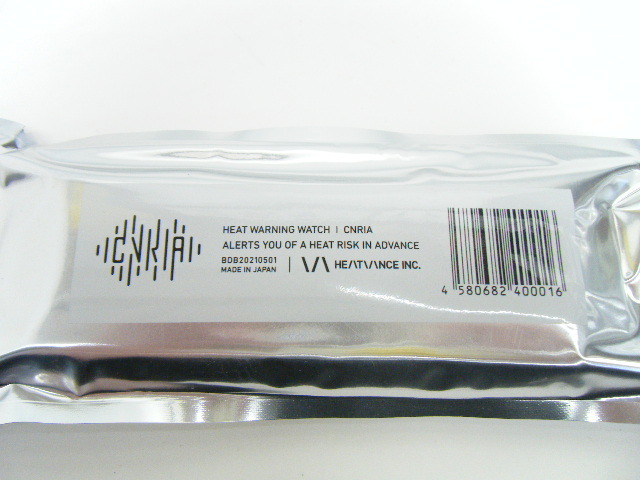 CNRIA
HEAT WARNING WATCH | CNRIA
ALERTS YOU OF A HEAT RISK IN ADVANCE
BDB20210501
MADE IN JAPAN
HEATVANCE INC.
4 580682 400016